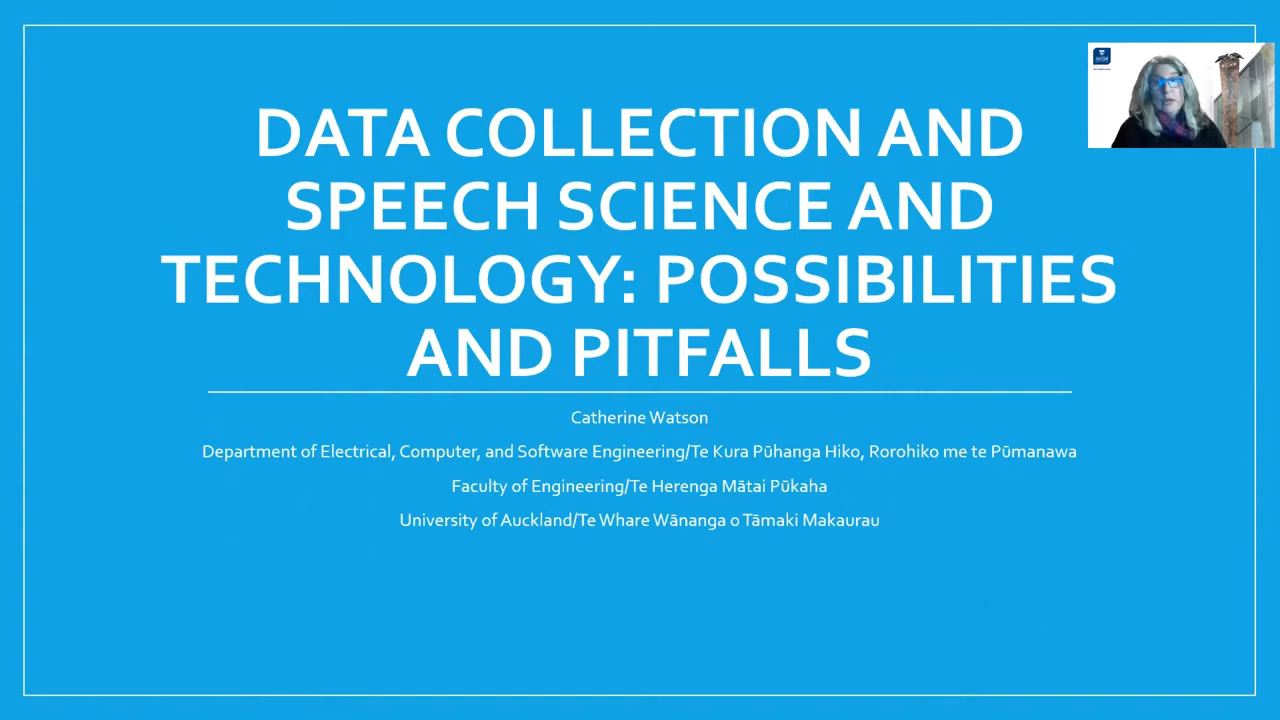 DATA COLLECTION AND
SPEECH SCIENCE AND
TECHNOLOGY: POSSIBILITIES
AND PITFALLS
Catherine Watson
Department of Electrical, Computer, and Software Engineering/Te Kura Pūhanga Hiko, Rorohiko me te Pūmanawa
Faculty of Engineering/Te Herenga Mātai Pūkaha
University of Auckland/Te Whare Wānanga o Tāmaki Makaurau